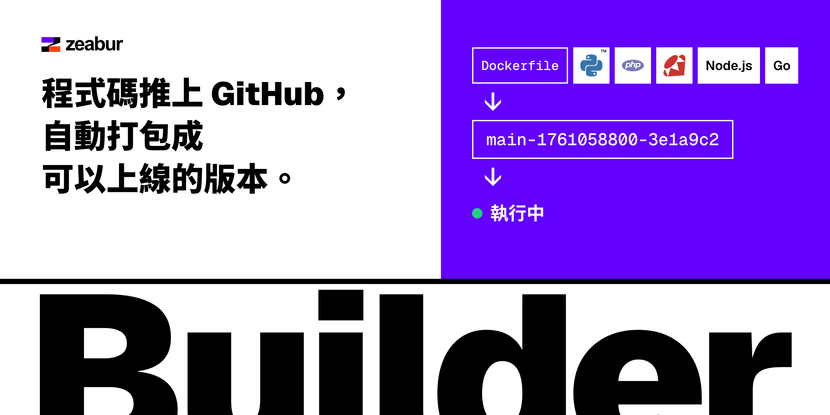 zeabur
程式碼推上 GitHub，
自動打包成
可以上線的版本。
Dockerfile
TM
php
Node.js
Go
main-1761058800-3e1a9c2
執行中
Builder